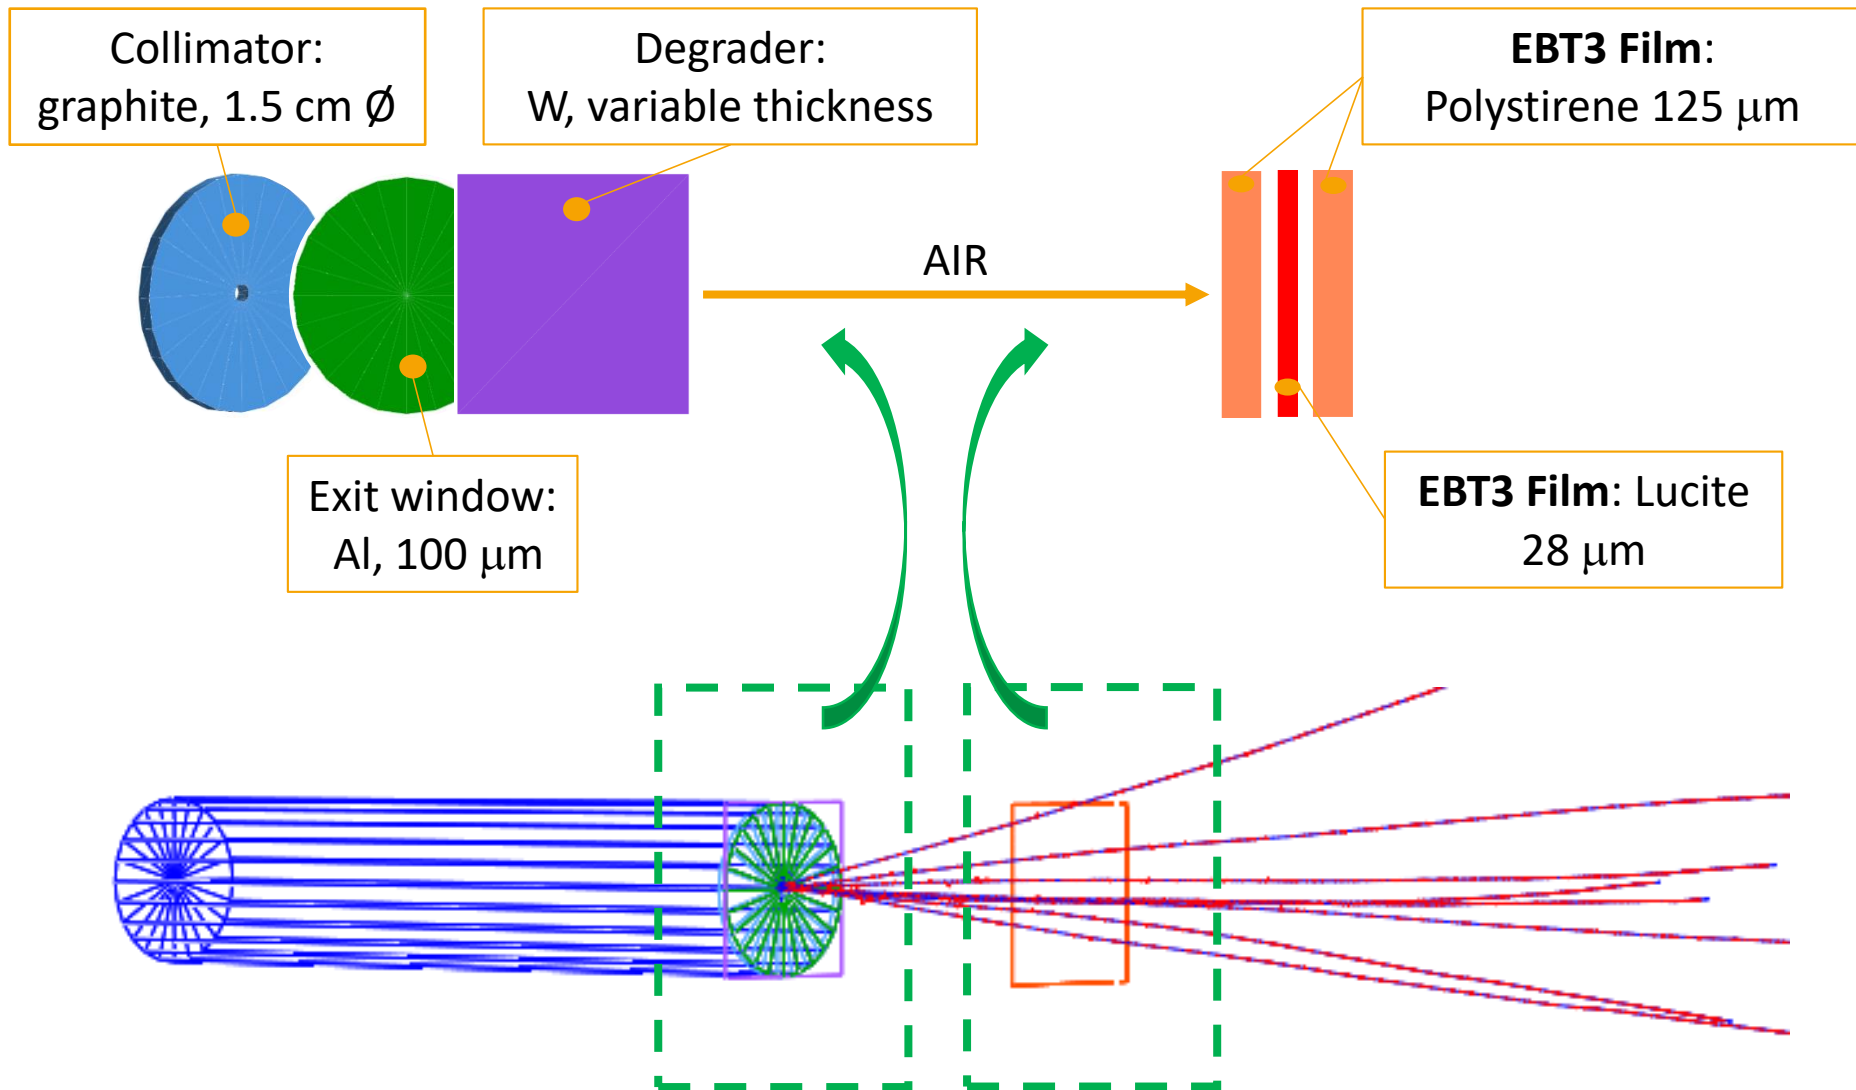 Collimator:
graphite, 1.5 cm Ø
Degrader:
W, variable thickness
EBT3 Film:
Polystirene 125 μm
AIR
Exit window:
Al, 100 μm
EBT3 Film: Lucite
28 μm